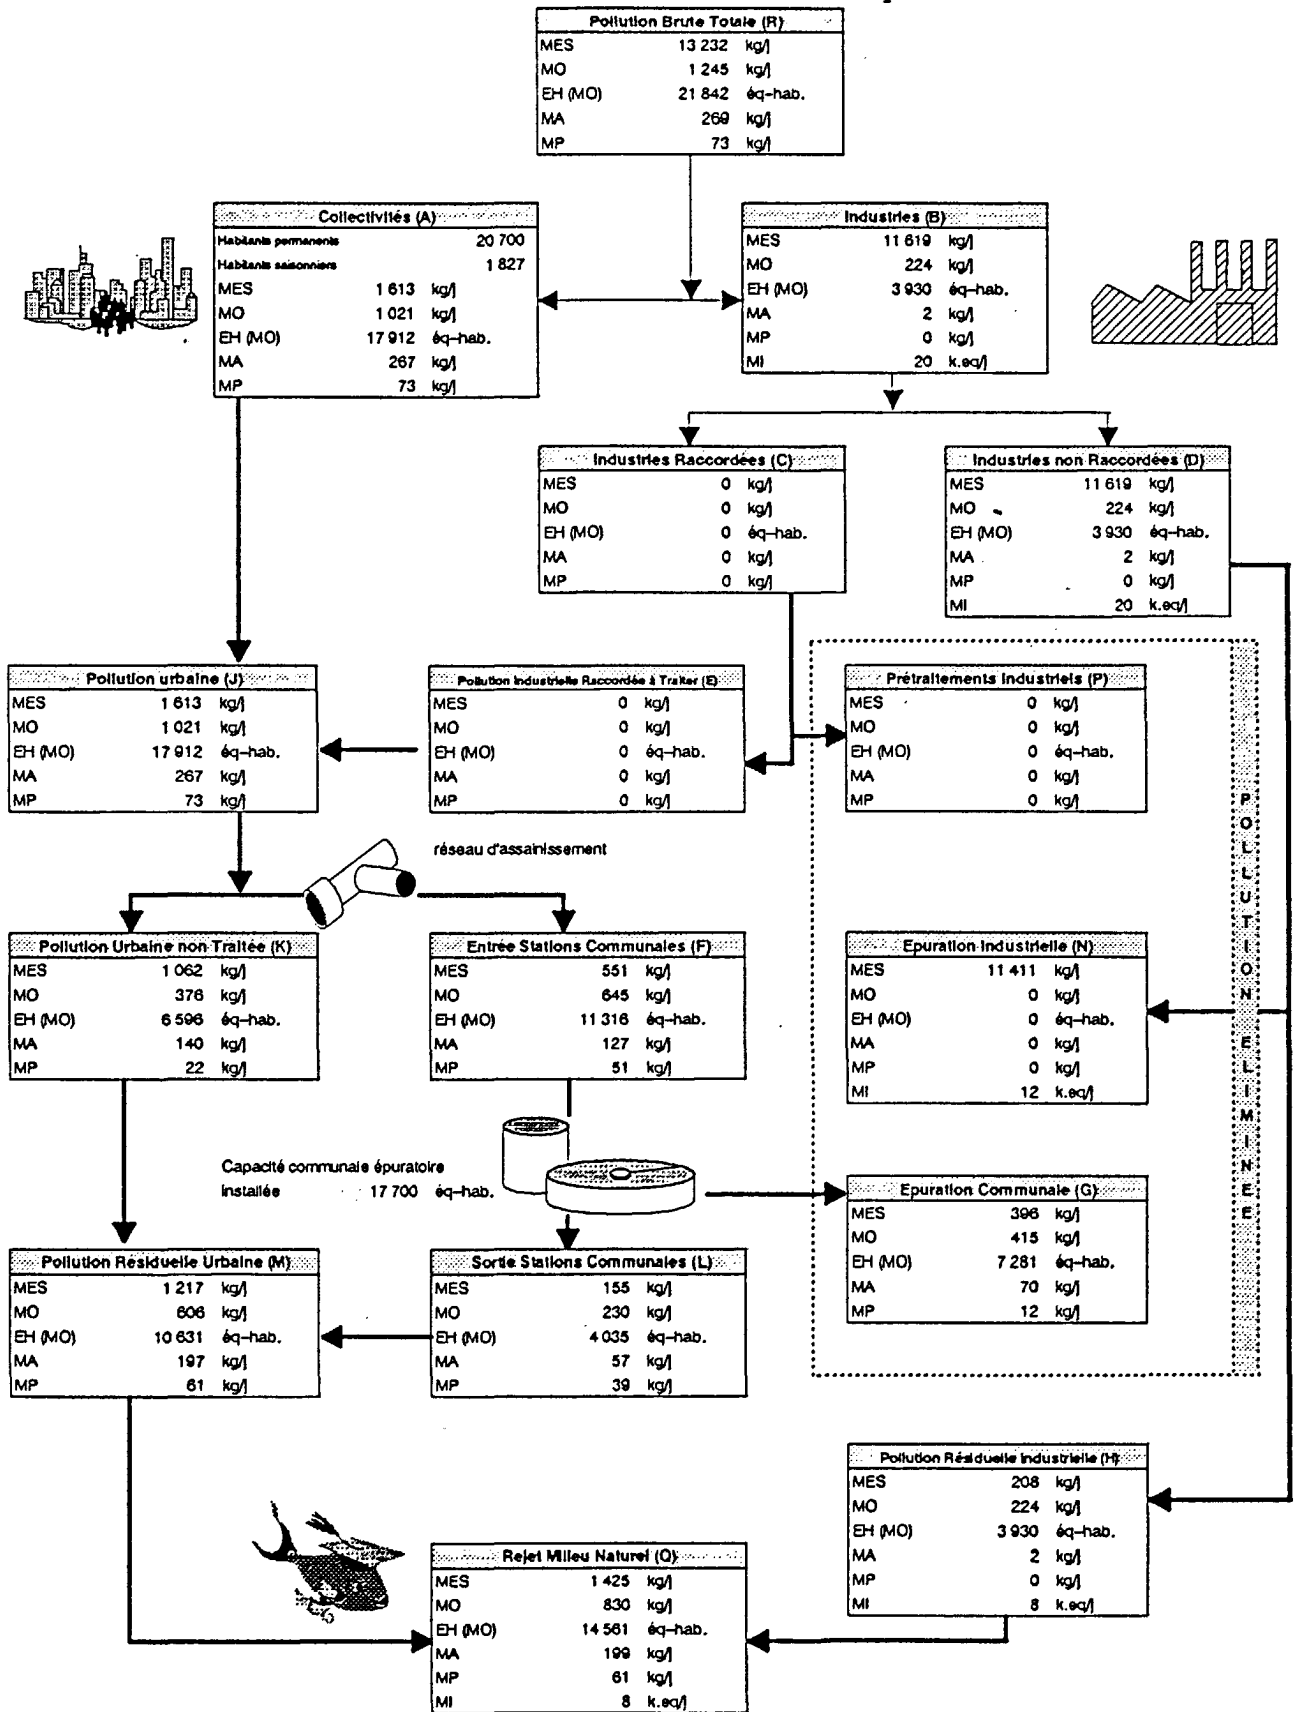 Pollution Brute Totale (R)
MES 13 232 kg/j
MO 1 245 kg/j
EH (MO) 21 842 éq-hab.
MA 269 kg/j
MP 73 kg/j
Collectivités (A)
Habitants permanents 20 700
Habitants saisonniers 1 827
MES 1 613 kg/j
MO 1 021 kg/j
EH (MO) 17 912 éq-hab.
MA 267 kg/j
MP 73 kg/j
Industries (B)
MES 11 619 kg/j
MO 224 kg/j
EH (MO) 3 930 éq-hab.
MA 2 kg/j
MP 0 kg/j
MI 20 k.eq/j
Industries Raccordées (C)
MES 0 kg/j
MO 0 kg/j
EH (MO) 0 éq-hab.
MA 0 kg/j
MP 0 kg/j
Industries non Raccordées (D)
MES 11 619 kg/j
MO 224 kg/j
EH (MO) 3 930 éq-hab.
MA 2 kg/j
MP 0 kg/j
MI 20 k.eq/j
Pollution urbaine (J)
MES 1 613 kg/j
MO 1 021 kg/j
EH (MO) 17 912 éq-hab.
MA 267 kg/j
MP 73 kg/j
Pollution Industrielle Raccordée à Traiter (E)
MES 0 kg/j
MO 0 kg/j
EH (MO) 0 éq-hab.
MA 0 kg/j
MP 0 kg/j
Prétraitements Industriels (P)
MES 0 kg/j
MO 0 kg/j
EH (MO) 0 éq-hab.
MA 0 kg/j
MP 0 kg/j
POLLUTION ELIMINEE
réseau d'assainissement
Pollution Urbaine non Traitée (K)
MES 1 062 kg/j
MO 376 kg/j
EH (MO) 6 596 éq-hab.
MA 140 kg/j
MP 22 kg/j
Entrée Stations Communales (F)
MES 551 kg/j
MO 645 kg/j
EH (MO) 11 316 éq-hab.
MA 127 kg/j
MP 51 kg/j
Epuration Industrielle (N)
MES 11 411 kg/j
MO 0 kg/j
EH (MO) 0 éq-hab.
MA 0 kg/j
MP 0 kg/j
MI 12 k.eq/j
Capacité communale épuratoire
installée 17 700 éq-hab.
Epuration Communale (G)
MES 396 kg/j
MO 415 kg/j
EH (MO) 7 281 éq-hab.
MA 70 kg/j
MP 12 kg/j
Pollution Résiduelle Urbaine (M)
MES 1 217 kg/j
MO 606 kg/j
EH (MO) 10 631 éq-hab.
MA 197 kg/j
MP 61 kg/j
Sortie Stations Communales (L)
MES 155 kg/j
MO 230 kg/j
EH (MO) 4 035 éq-hab.
MA 57 kg/j
MP 39 kg/j
Pollution Résiduelle Industrielle (H)
MES 208 kg/j
MO 224 kg/j
EH (MO) 3 930 éq-hab.
MA 2 kg/j
MP 0 kg/j
MI 8 k.eq/j
Rejet Milieu Naturel (Q)
MES 1 425 kg/j
MO 830 kg/j
EH (MO) 14 561 éq-hab.
MA 199 kg/j
MP 61 kg/j
MI 8 k.eq/j